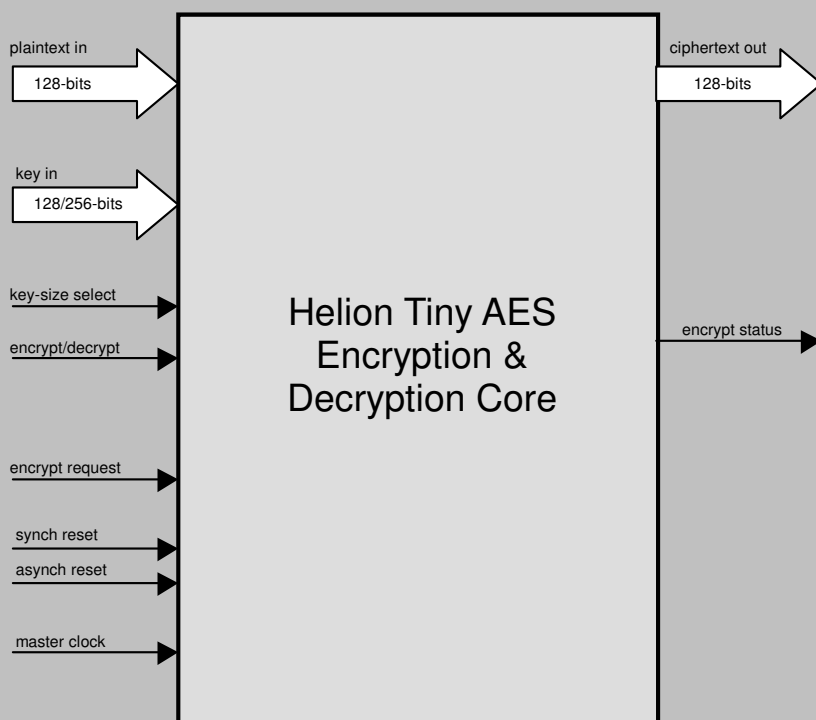 plaintext in
128-bits
key in
128/256-bits
key-size select
encrypt/decrypt
encrypt request
synch reset
asynch reset
master clock
Helion Tiny AES
Encryption &
Decryption Core
ciphertext out
128-bits
encrypt status